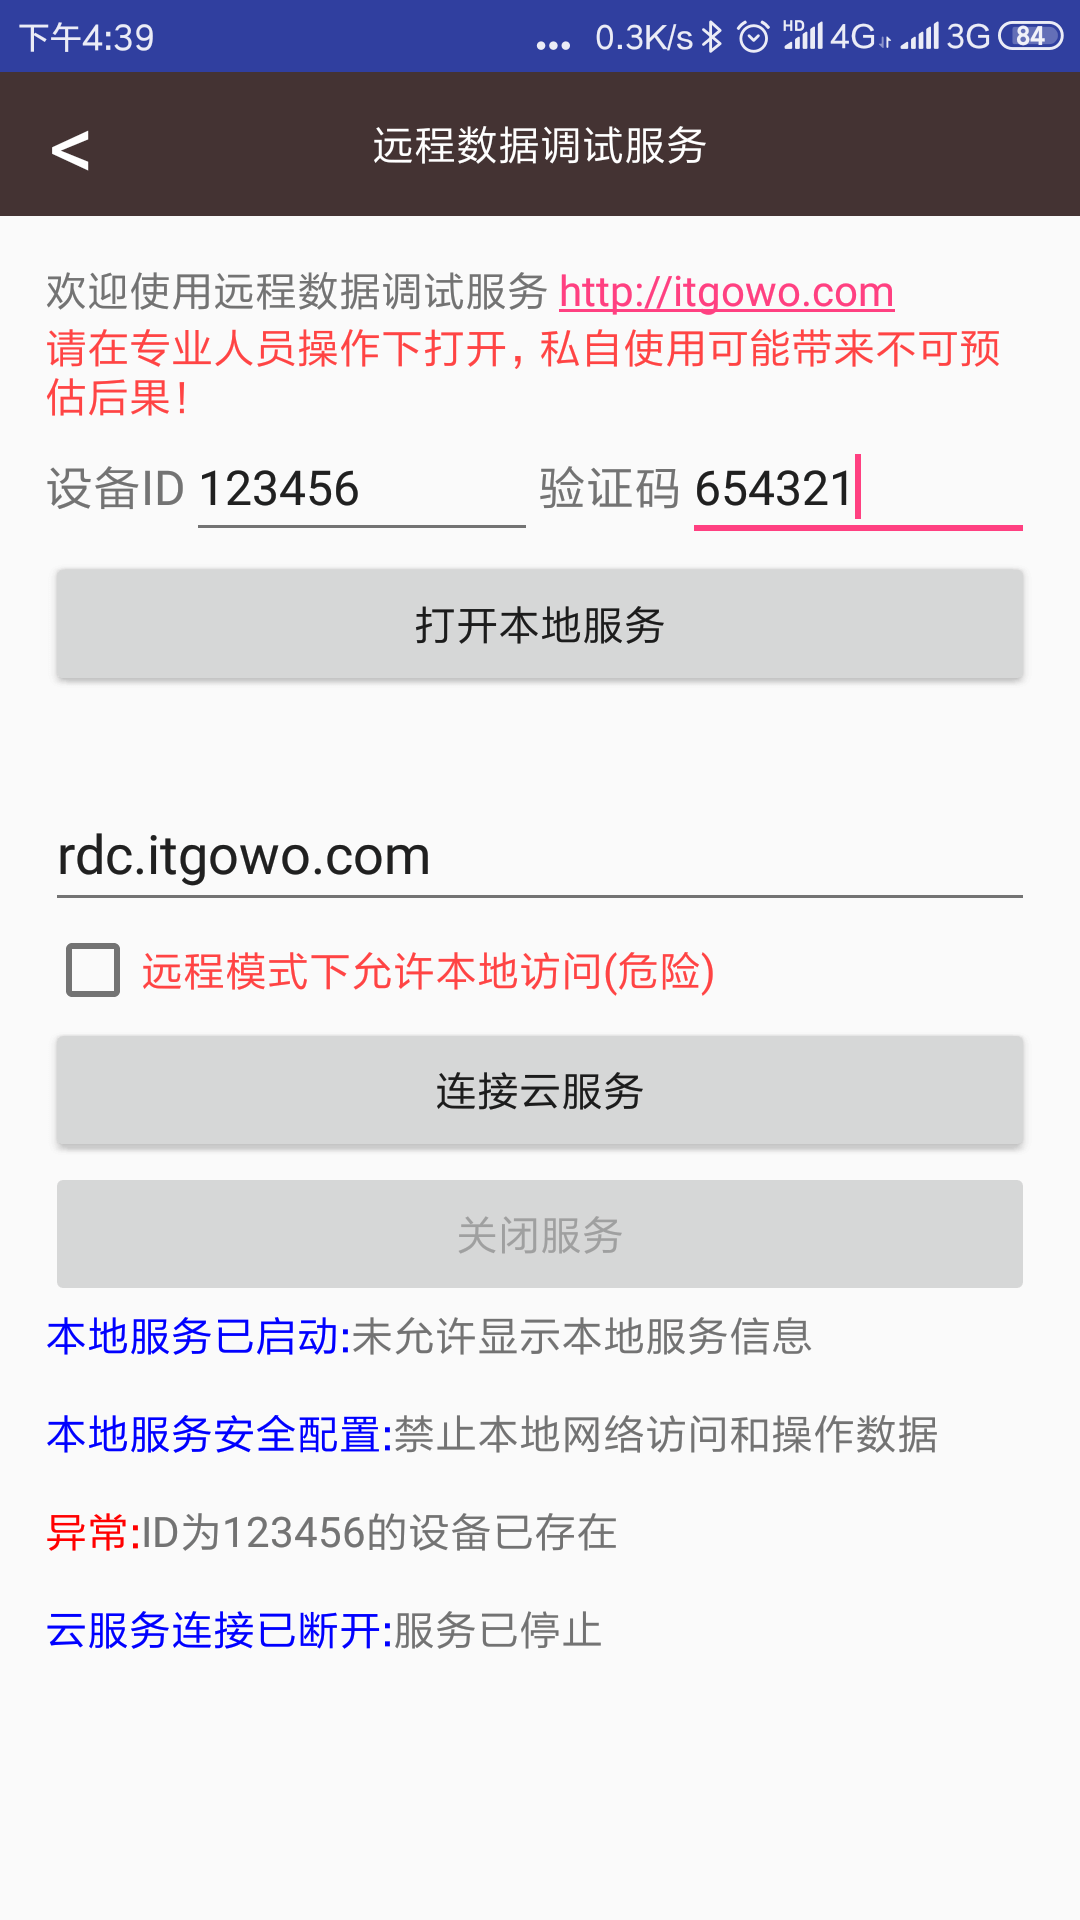 下午4:39 ... 0.3K/s HD 4G 3G 84
< 远程数据调试服务
欢迎使用远程数据调试服务 http://itgowo.com
请在专业人员操作下打开，私自使用可能带来不可预
估后果！
设备ID 123456 验证码 654321
打开本地服务
rdc.itgowo.com
远程模式下允许本地访问(危险)
连接云服务
关闭服务
本地服务已启动:未允许显示本地服务信息
本地服务安全配置:禁止本地网络访问和操作数据
异常:ID为123456的设备已存在
云服务连接已断开:服务已停止